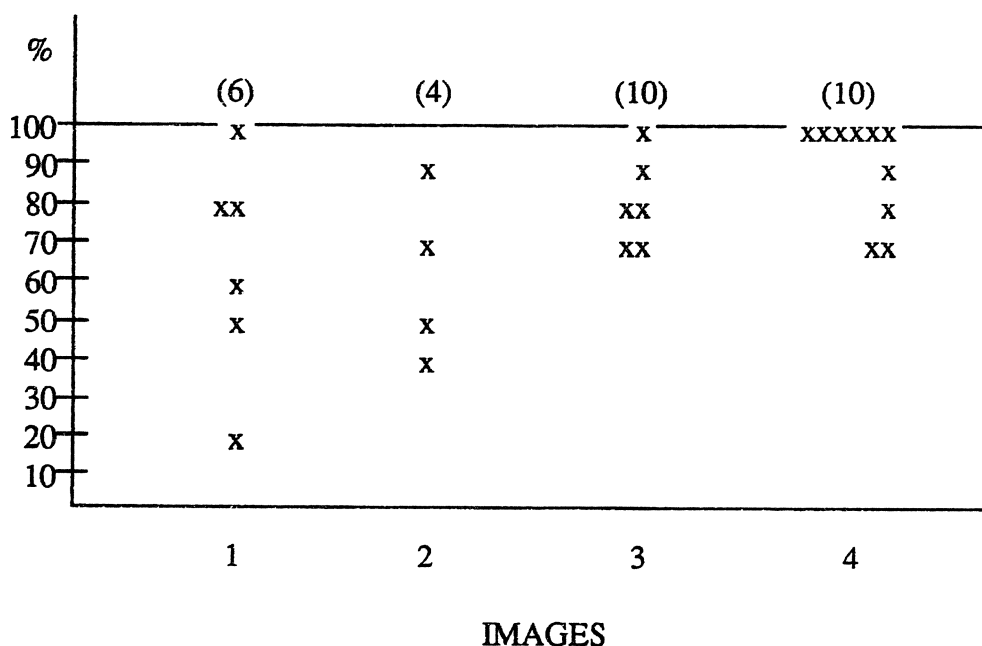 %
(6) (4) (10) (10)
100 x x xxxxxx
90 x x x
80 xx xx x
70 x xx xx
60 x
50 x x
40 x
30
20 x
10
1 2 3 4
IMAGES